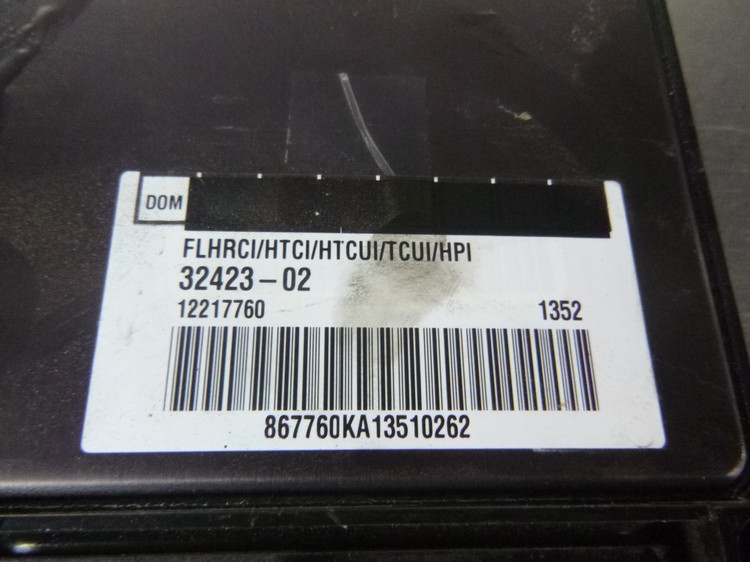 DOM
FLHRCI/HTCI/HTCUI/TCUI/HPI
32423-02
12217760 1352
867760KA13510262